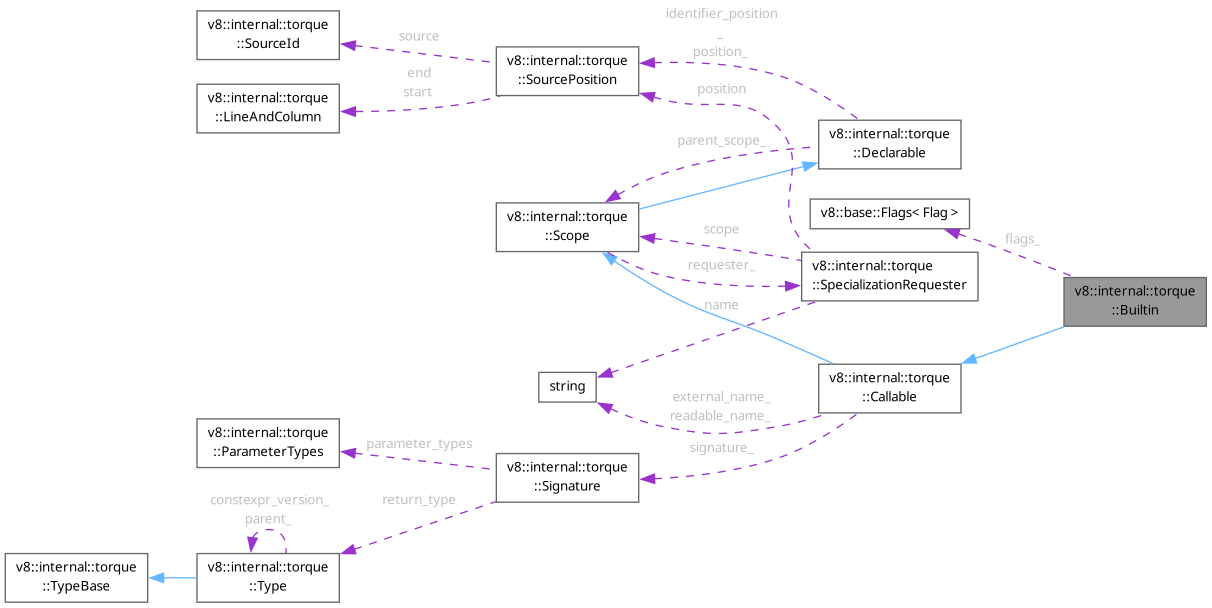 v8::internal::torque
::SourceId
source
identifier_position
_
position_
v8::internal::torque
::SourcePosition
end
start
position
v8::internal::torque
::LineAndColumn
v8::internal::torque
::Declarable
parent_scope_
v8::base::Flags< Flag >
v8::internal::torque
::Scope
scope
flags_
requester_
v8::internal::torque
::SpecializationRequester
v8::internal::torque
::Builtin
name
string
v8::internal::torque
::Callable
external_name_
readable_name_
v8::internal::torque
::ParameterTypes
parameter_types
signature_
v8::internal::torque
::Signature
return_type
constexpr_version_
parent_
v8::internal::torque
::TypeBase
v8::internal::torque
::Type